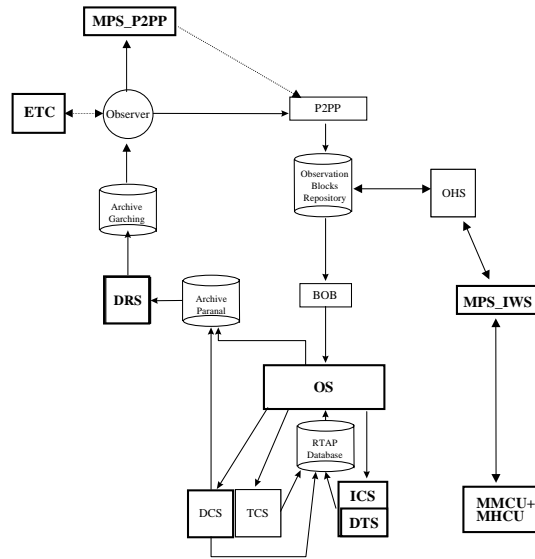 MPS_P2PP
ETC
Observer
P2PP
Observation
Blocks
Repository
OHS
Archive
Garching
DRS
Archive
Paranal
BOB
MPS_IWS
OS
RTAP
Database
DCS
TCS
ICS
DTS
MMCU+
MHCU